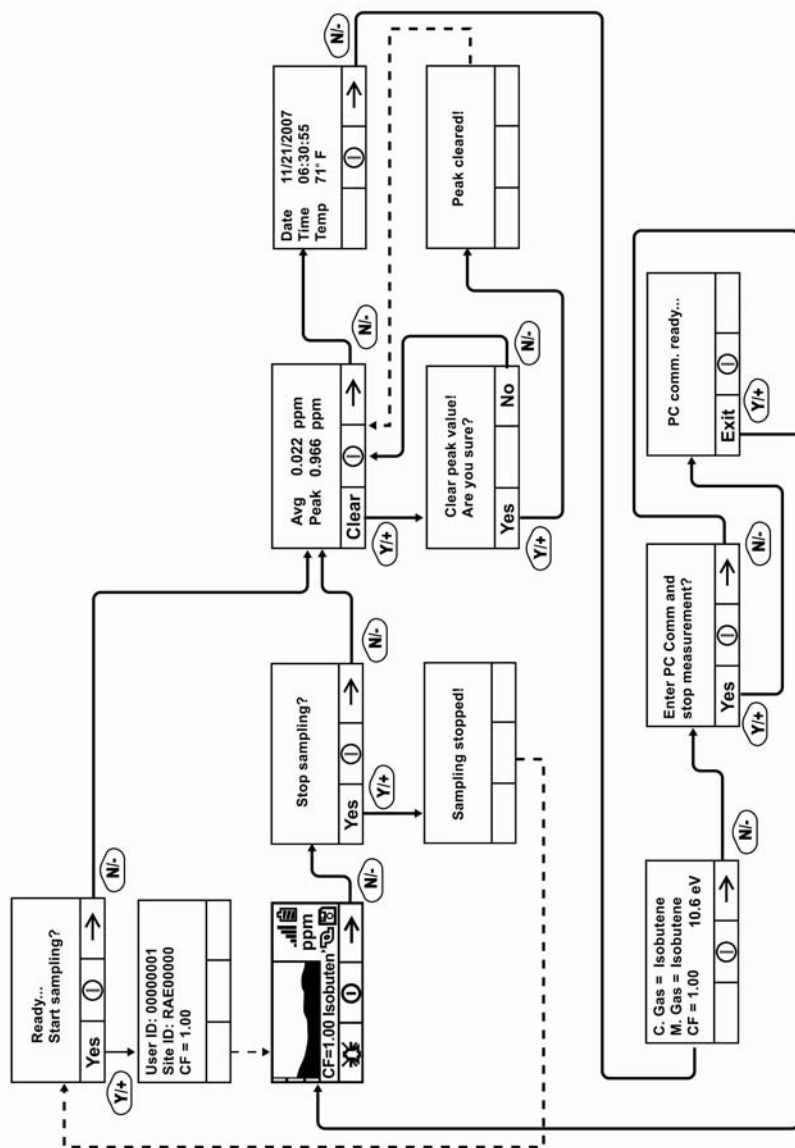 Ready...
Start sampling?
Yes
Y/+
N/-
User ID: 00000001
Site ID: RAE00000
CF = 1.00
ppm
CF=1.00 Isobuten
N/-
Stop sampling?
Yes
Y/+
N/-
Sampling stopped!
Avg 0.022 ppm
Peak 0.966 ppm
Clear
Y/+
N/-
Clear peak value!
Are you sure?
Yes No
Y/+
N/-
Peak cleared!
Date 11/21/2007
Time 06:30:55
Temp 71° F
N/-
C. Gas = Isobutene
M. Gas = Isobutene
CF = 1.00 10.6 eV
N/-
Enter PC Comm and
stop measurement?
Yes
Y/+
N/-
PC comm. ready...
Exit
Y/+